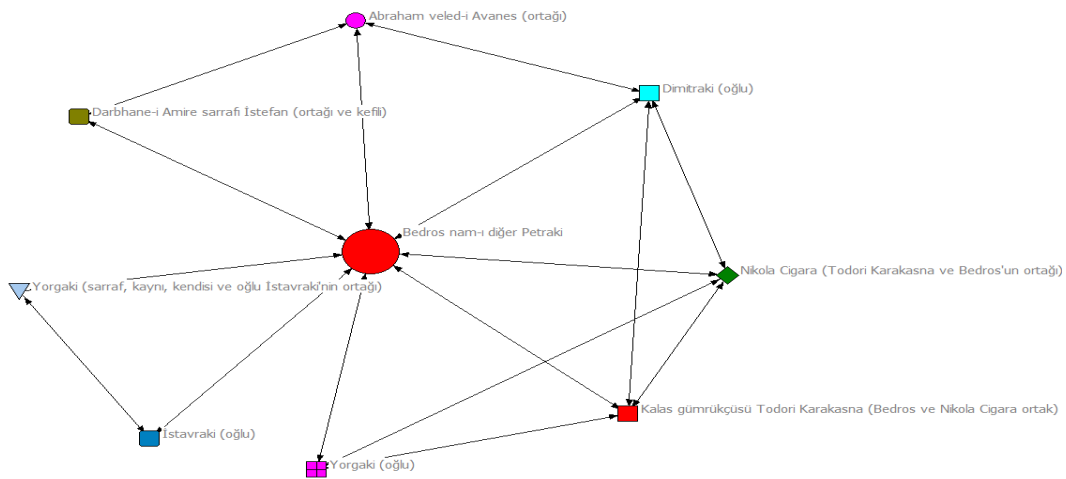 Abraham veled-i Avanes (ortağı)
Dimitraki (oğlu)
Darbhane-i Amire sarrafı İstefan (ortağı ve kefili)
Bedros nam-ı diğer Petraki
Nikola Cigara (Todori Karakasna ve Bedros'un ortağı)
Yorgaki (sarraf, kaynı, kendisi ve oğlu İstavraki'nin ortağı)
Kalas gümrükçüsü Todori Karakasna (Bedros ve Nikola Cigara ortak)
İstavraki (oğlu)
Yorgaki (oğlu)